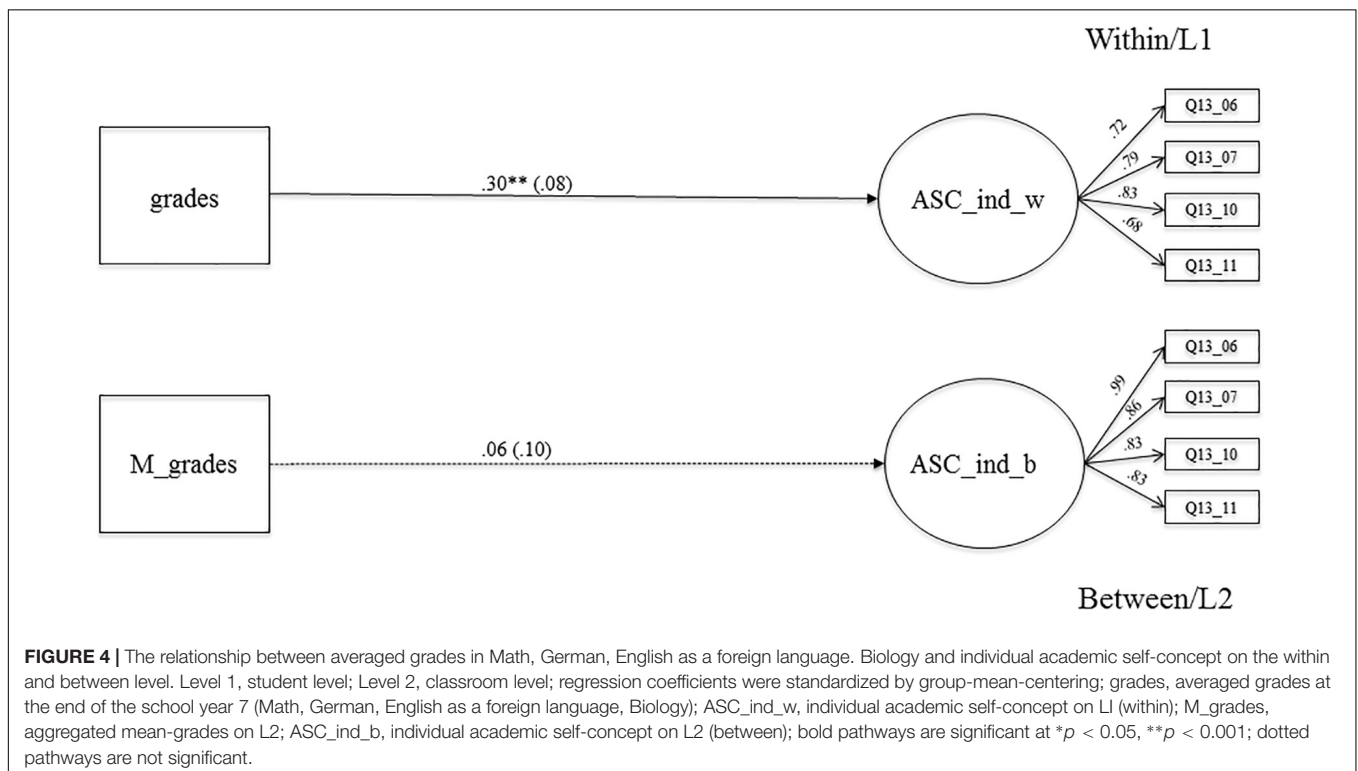 Within/L1
Q13_06
.72
Q13_07
.79
grades
.30** (.08)
ASC_ind_w
.83
Q13_10
.68
Q13_11
Q13_06
.99
Q13_07
.86
M_grades
.06 (.10)
ASC_ind_b
.83
Q13_10
.83
Q13_11
Between/L2
FIGURE 4 | The relationship between averaged grades in Math, German, English as a foreign language. Biology and individual academic self-concept on the within
and between level. Level 1, student level; Level 2, classroom level; regression coefficients were standardized by group-mean-centering; grades, averaged grades at
the end of the school year 7 (Math, German, English as a foreign language, Biology); ASC_ind_w, individual academic self-concept on LI (within); M_grades,
aggregated mean-grades on L2; ASC_ind_b, individual academic self-concept on L2 (between); bold pathways are significant at *p < 0.05, **p < 0.001; dotted
pathways are not significant.